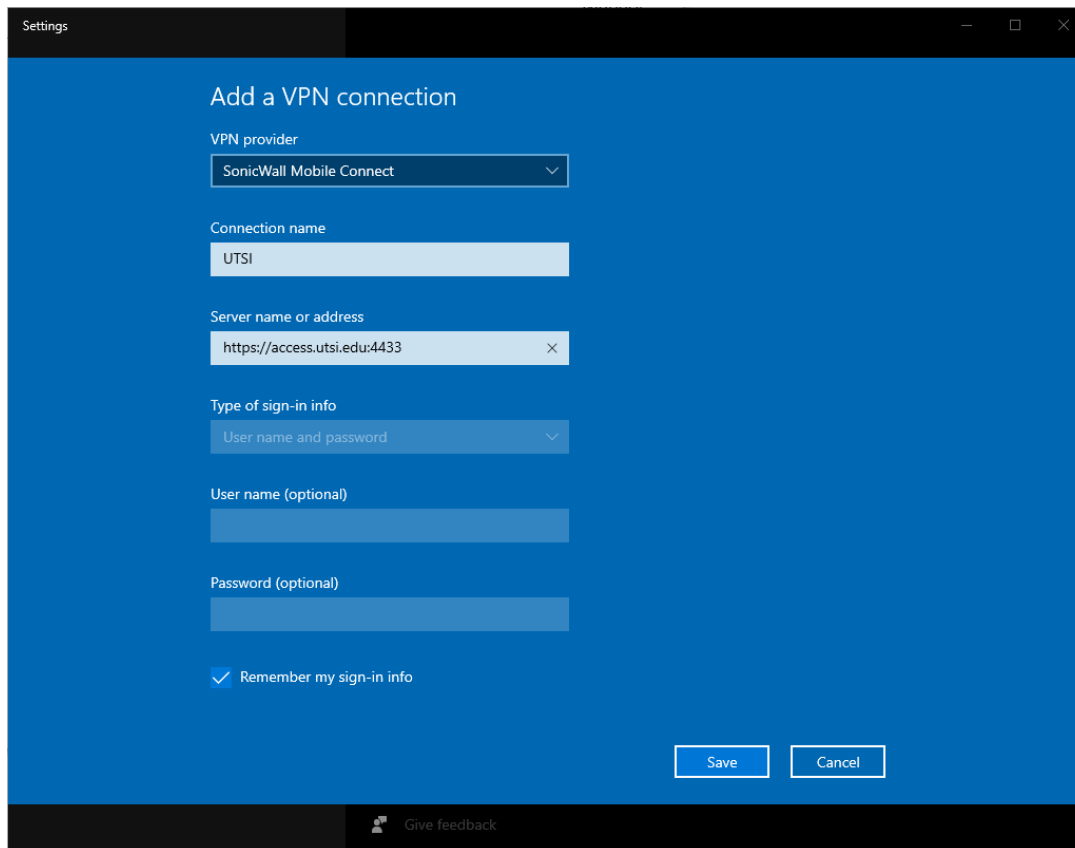 Settings
Add a VPN connection
VPN provider
SonicWall Mobile Connect
Connection name
UTSI
Server name or address
https://access.utsi.edu:4433
Type of sign-in info
User name and password
User name (optional)
Password (optional)
Remember my sign-in info
Save
Cancel
Give feedback